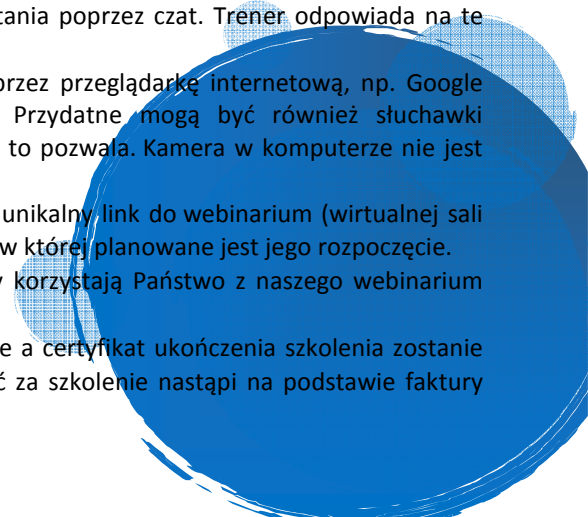 tania poprzez czat. Trener odpowiada na te
przez przeglądarkę internetową, np. Google
Przydatne mogą być również słuchawki
to pozwala. Kamera w komputerze nie jest
unikalny link do webinarium (wirtualnej sali
w której planowane jest jego rozpoczęcie.
y korzystają Państwo z naszego webinarium
e a certyfikat ukończenia szkolenia zostanie
ć za szkolenie nastąpi na podstawie faktury